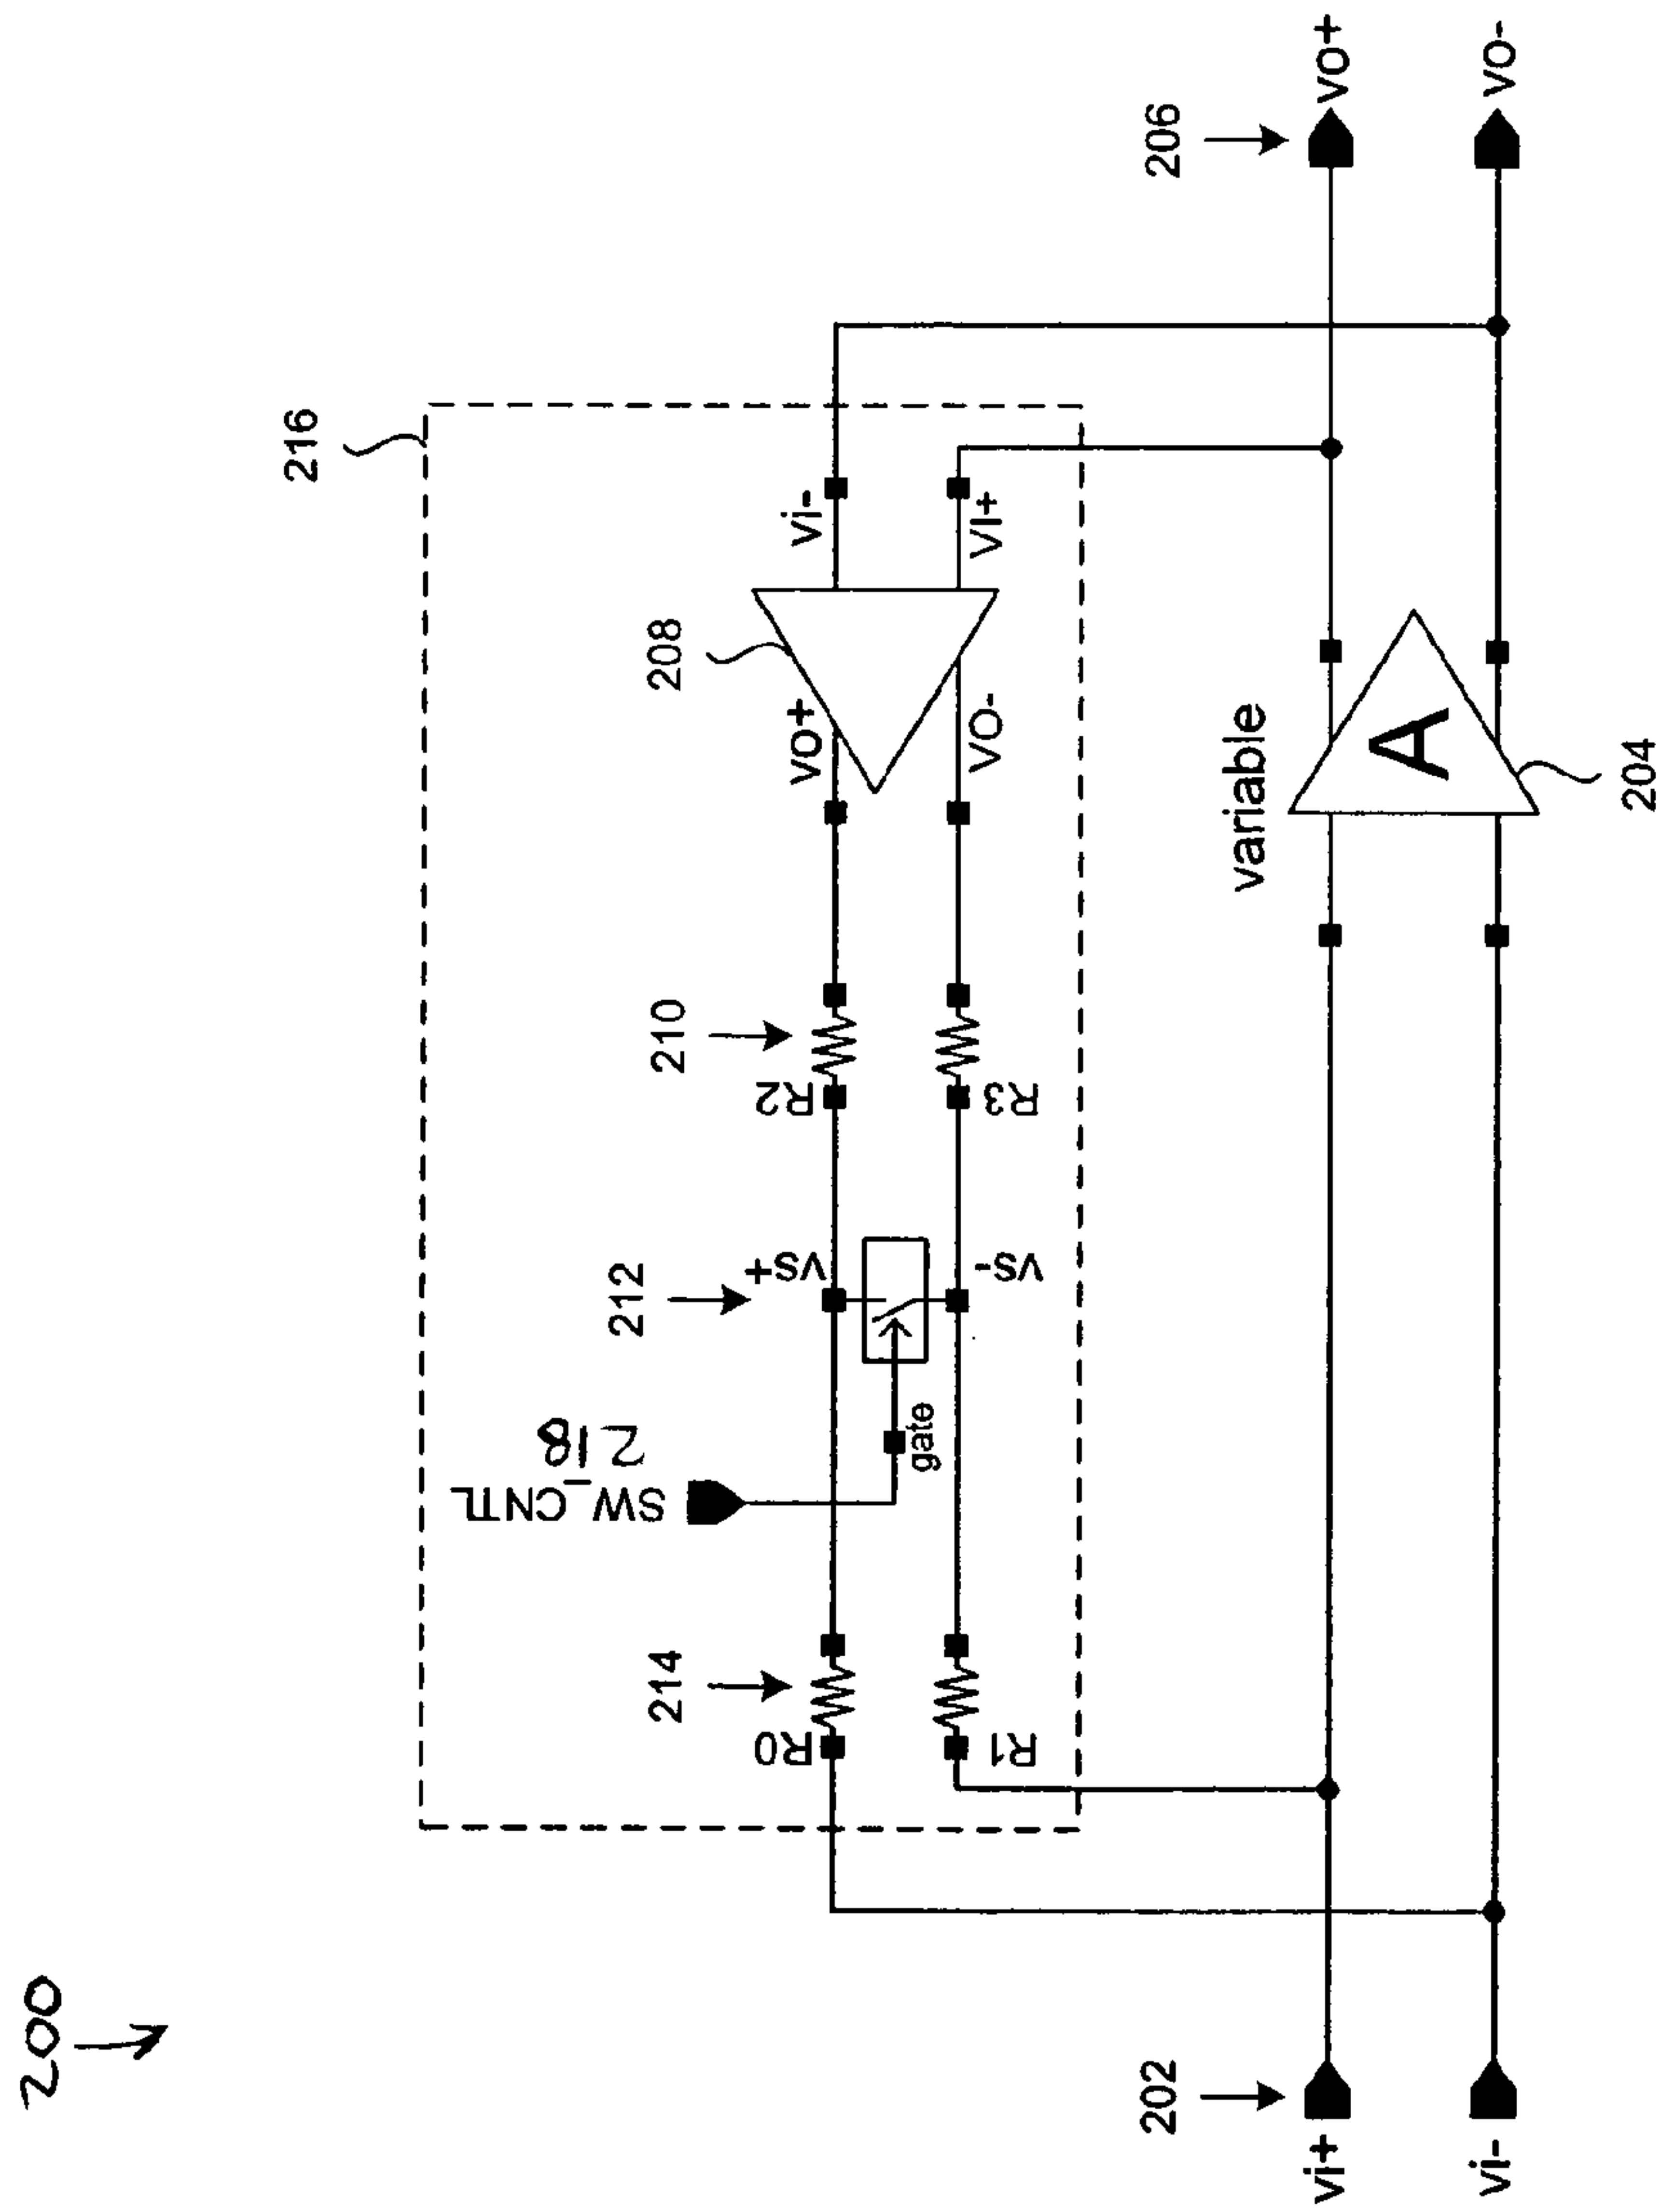 200
216
208
vi-
VI+
vo+
VO-
210
R2
R3
212
VS+
VS-
218
SW_CNTL
gate
214
R0
R1
variable
A
204
206
vo+
vo-
202
vi+
vi-